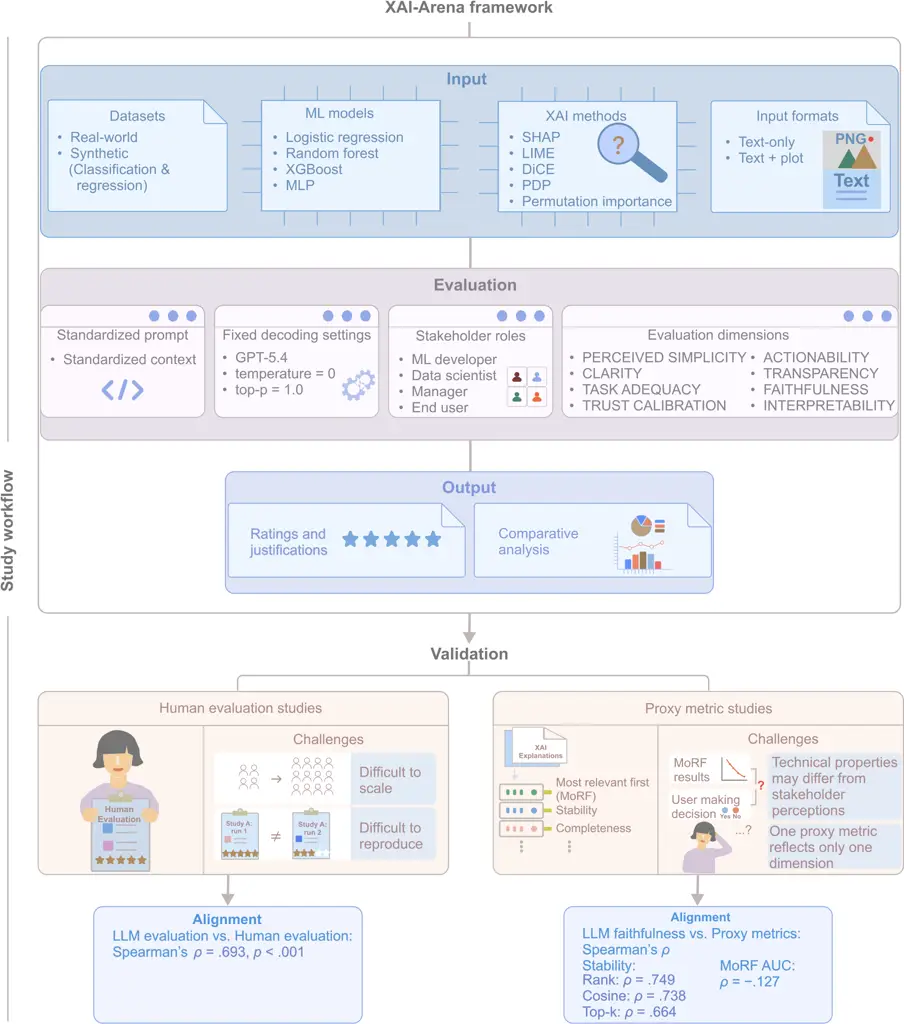 XAI-Arena framework
Study workflow
Input
Datasets
• Real-world
• Synthetic
(Classification &
regression)
ML models
• Logistic regression
• Random forest
• XGBoost
• MLP
XAI methods
• SHAP
• LIME
• DiCE
• PDP
• Permutation importance
?
Input formats
• Text-only
• Text + plot
PNG
Text
Evaluation
Standardized prompt
• Standardized context
</>
Fixed decoding settings
• GPT-5.4
• temperature = 0
• top-p = 1.0
Stakeholder roles
• ML developer
• Data scientist
• Manager
• End user
Evaluation dimensions
• PERCEIVED SIMPLICITY
• CLARITY
• TASK ADEQUACY
• TRUST CALIBRATION
• ACTIONABILITY
• TRANSPARENCY
• FAITHFULNESS
• INTERPRETABILITY
Output
Ratings and
justifications
Comparative
analysis
Validation
Human evaluation studies
Human
Evaluation
Challenges
Difficult to
scale
Study A:
run 1
≠
Study A:
run 2
Difficult to
reproduce
Proxy metric studies
XAI
Explanations
Most relevant first
(MoRF)
Stability
Completeness
Challenges
MoRF
results
?
User making
decision
Yes No
...?
Technical properties
may differ from
stakeholder
perceptions
One proxy metric
reflects only one
dimension
Alignment
LLM evaluation vs. Human evaluation:
Spearman's ρ = .693, p < .001
Alignment
LLM faithfulness vs. Proxy metrics:
Spearman's ρ
Stability:
Rank: ρ = .749
Cosine: ρ = .738
Top-k: ρ = .664
MoRF AUC:
ρ = −.127